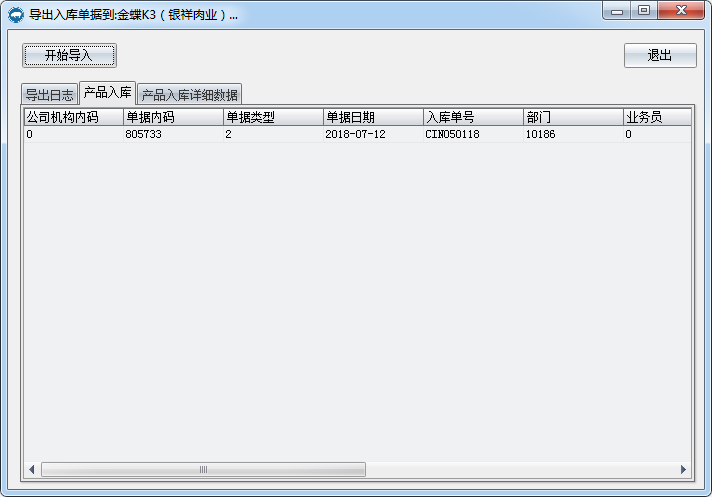 导出入库单据到:金蝶K3（银祥肉业）...
开始导入 退出
导出日志 产品入库 产品入库详细数据
公司机构内码 单据内码 单据类型 单据日期 入库单号 部门 业务员
0 805733 2 2018-07-12 CIN050118 10186 0